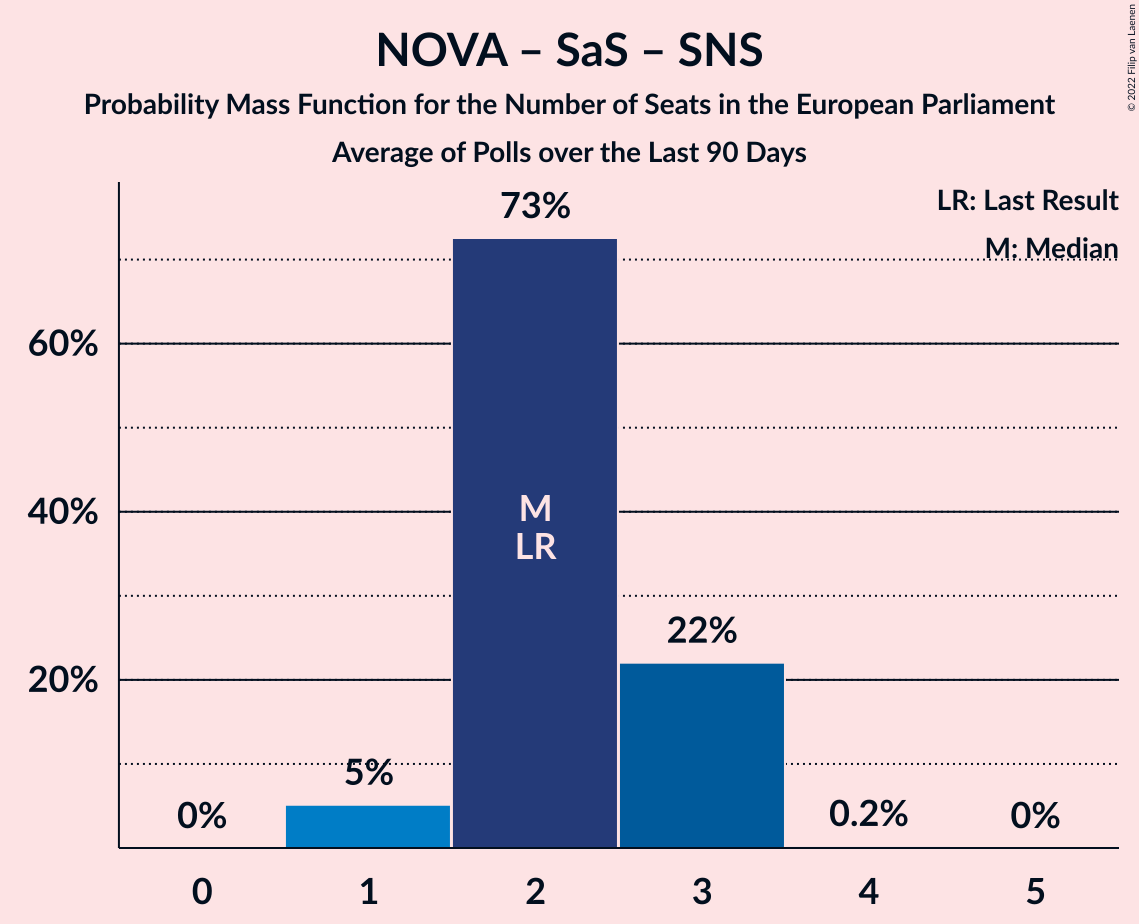 NOVA – SaS – SNS
Probability Mass Function for the Number of Seats in the European Parliament
Average of Polls over the Last 90 Days
© 2022 Filip van Laenen
LR: Last Result
M: Median
73%
60%
40%
20%
M
LR
22%
5%
0%
0.2%
0%
0 1 2 3 4 5